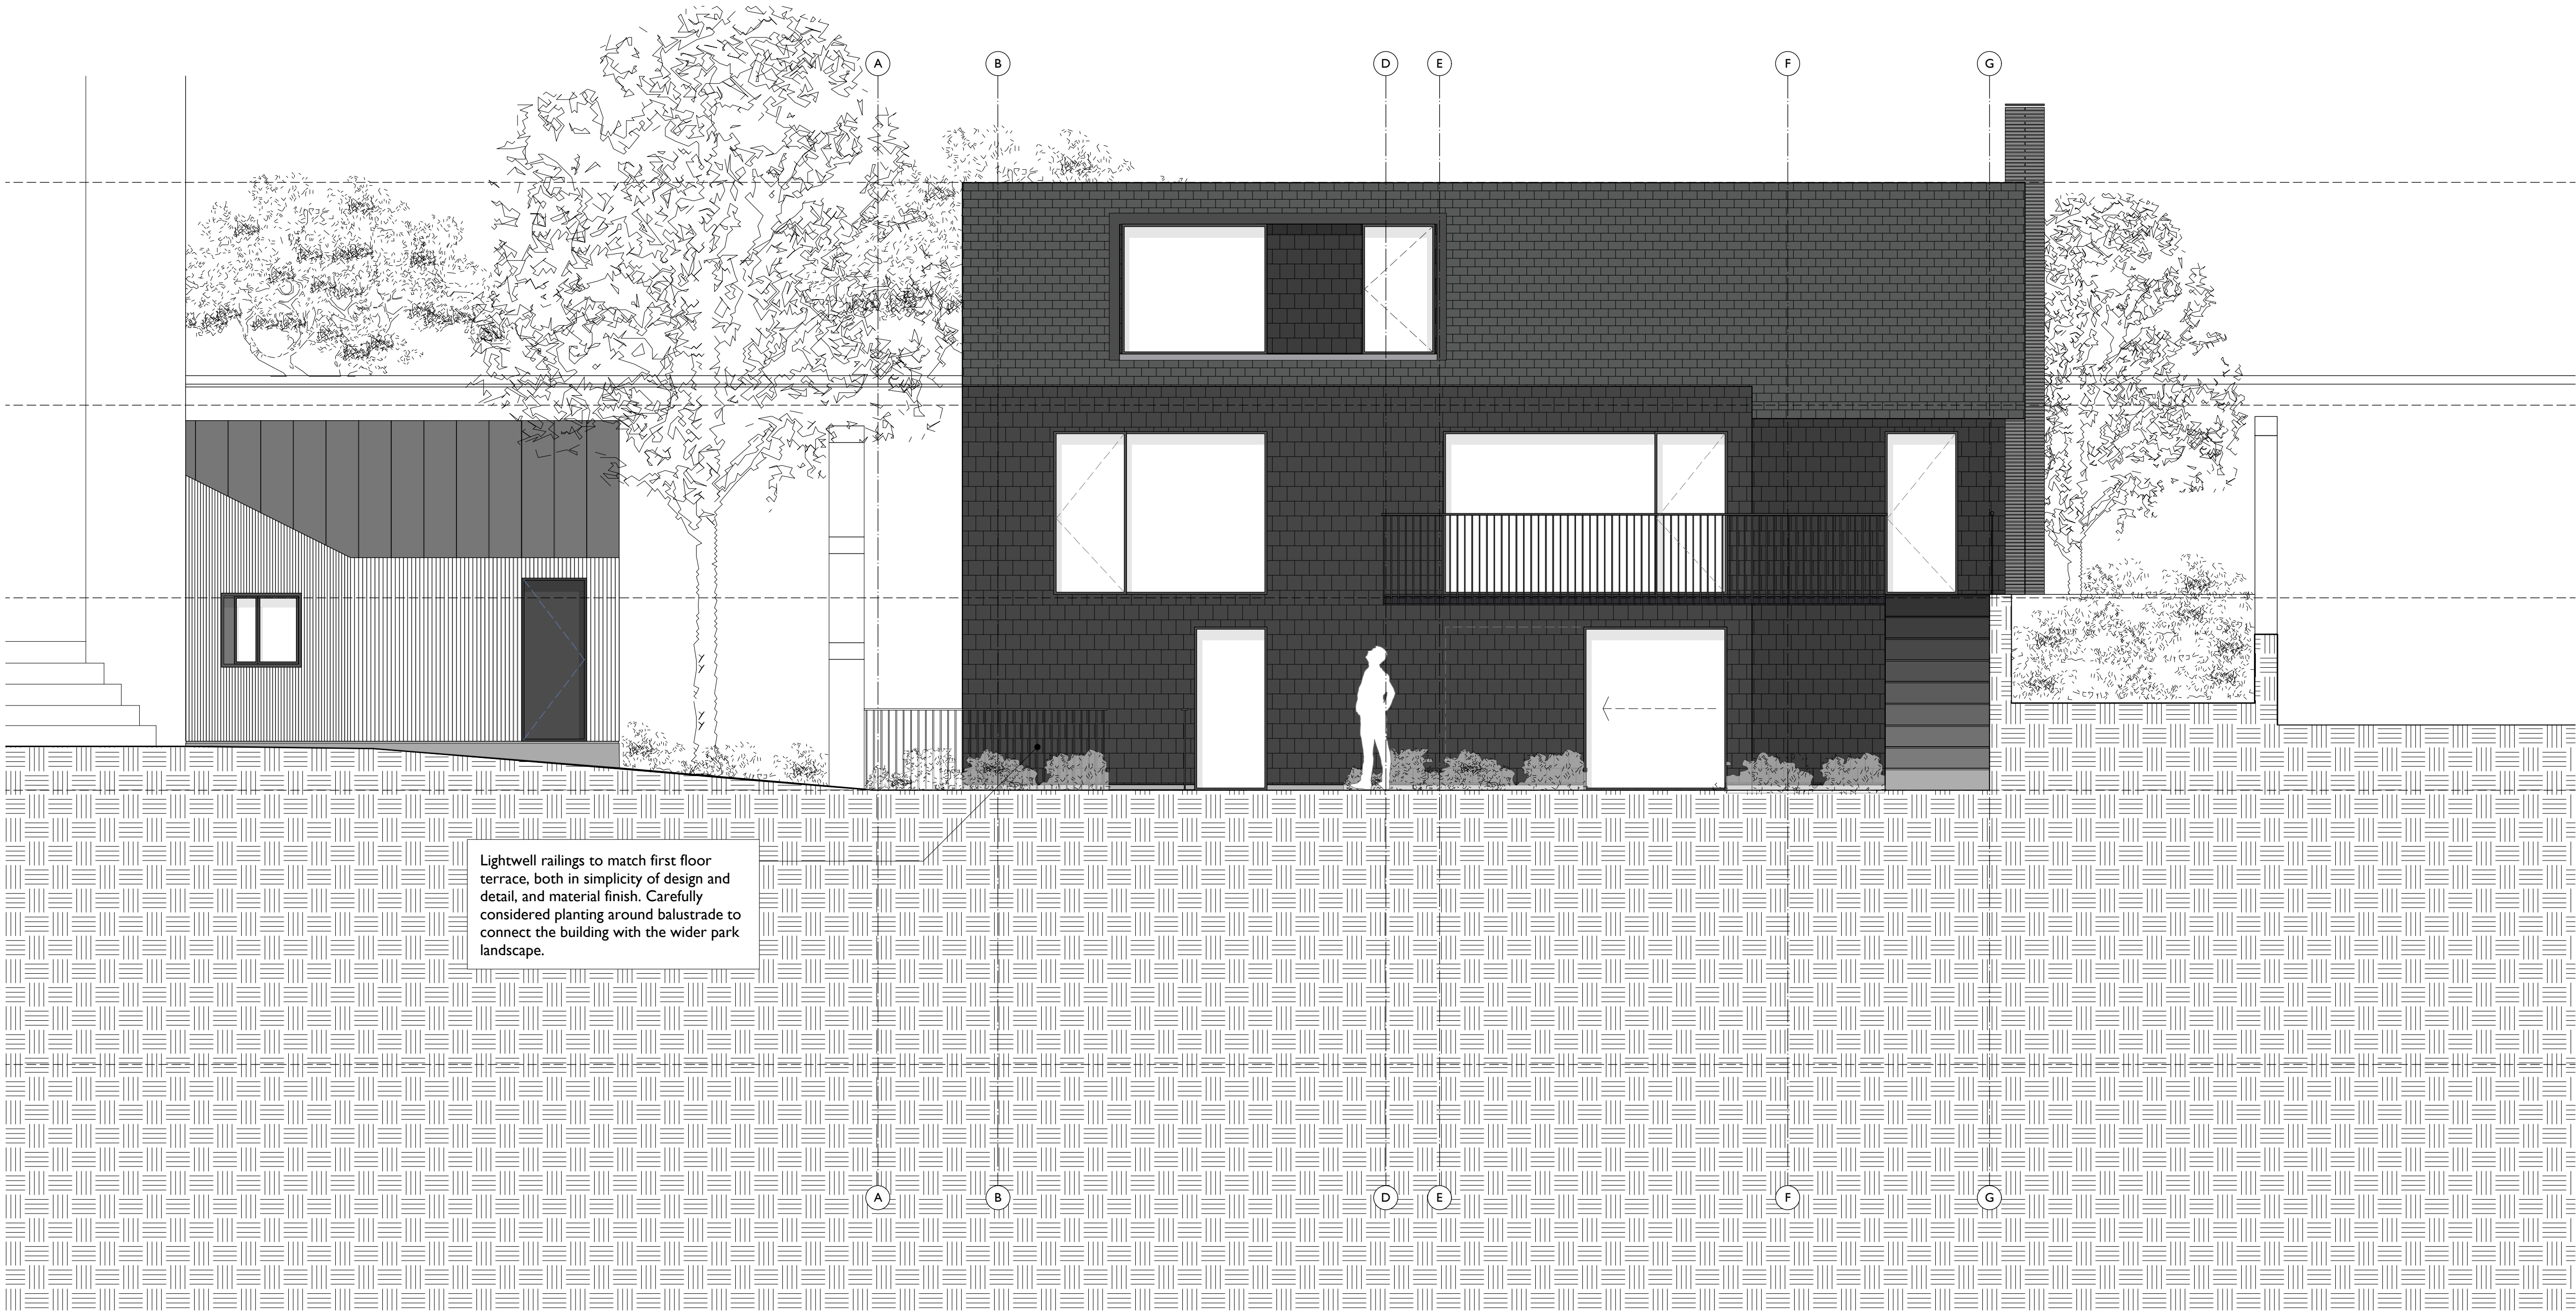 A B D E F G
Lightwell railings to match first floor
terrace, both in simplicity of design and
detail, and material finish. Carefully
considered planting around balustrade to
connect the building with the wider park
landscape.
A B D E F G